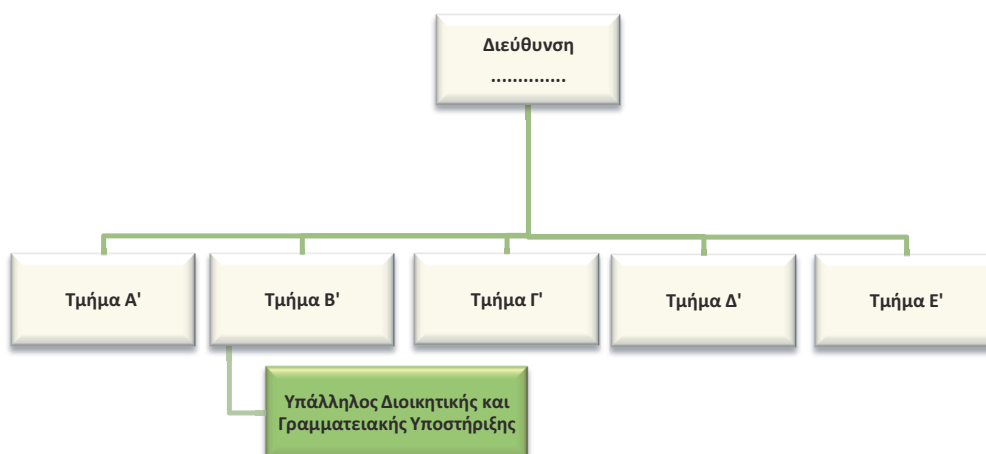 Διεύθυνση
..............
Τμήμα Α'
Τμήμα Β'
Τμήμα Γ'
Τμήμα Δ'
Τμήμα Ε'
Υπάλληλος Διοικητικής και
Γραμματειακής Υποστήριξης